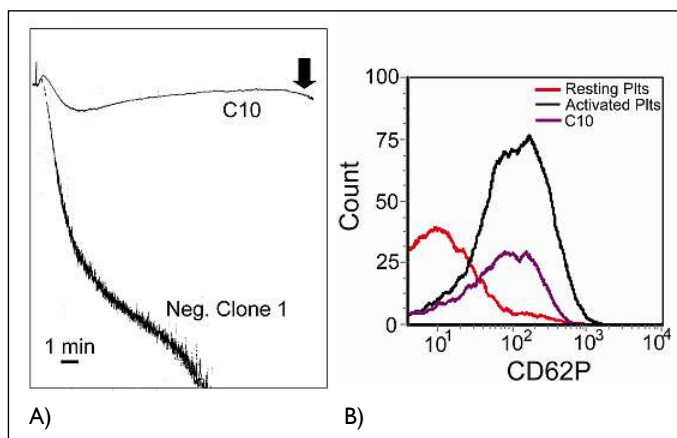 C10
Neg. Clone 1
1 min
A)
100
75
50
25
0
Count
Resting Plts
Activated Plts
C10
10¹
10²
10³
10⁴
CD62P
B)